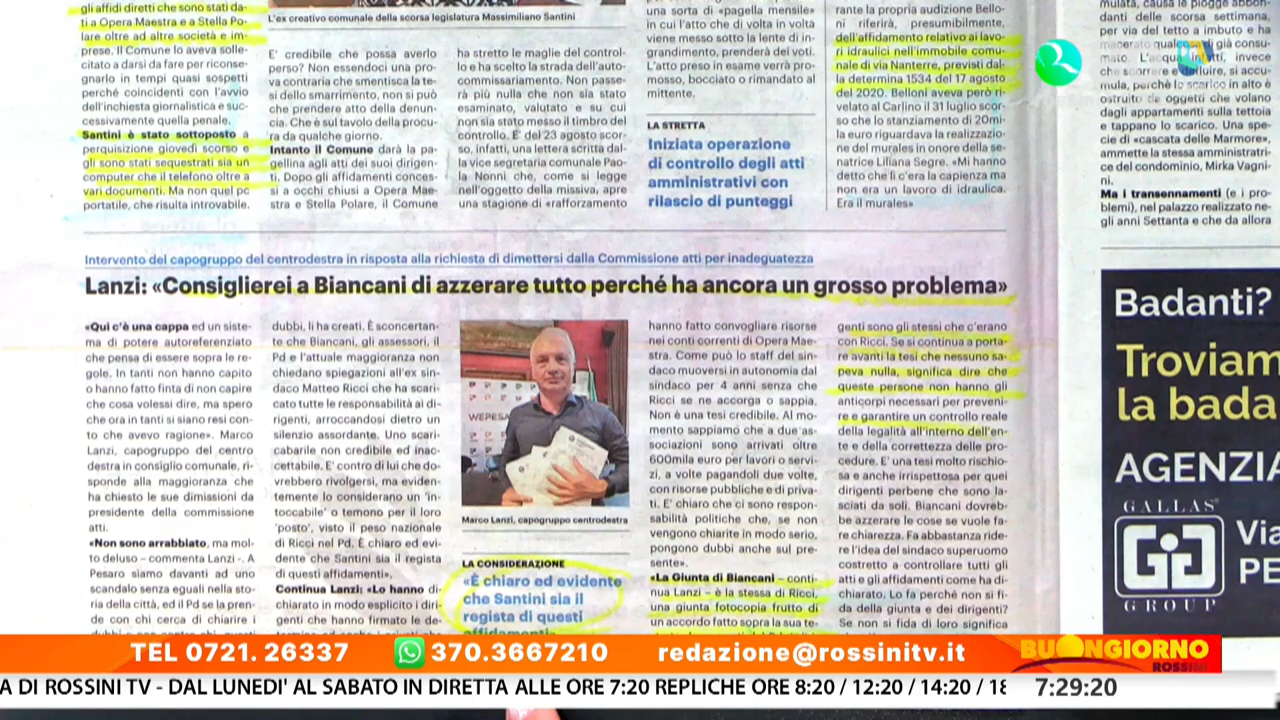 gli affidi diretti che sono stati da-
ti a Opera Maestra e a Stella Po-
lare oltre ad altre società e im-
prese. Il Comune lo aveva solle-
citato a darsi da fare per riconse-
gnarlo in tempi quasi sospetti
perché coincidenti con l'avvio
dell'inchiesta giornalistica e suc-
cessivamente quella penale.
Santini è stato sottoposto a
perquisizione giovedì scorso e
gli sono stati sequestrati sia un
computer che il telefono oltre a
vari documenti. Ma non quel pc
portatile, che risulta introvabile.
L'ex creativo comunale della scorsa legislatura Massimiliano Santini
E' credibile che possa averlo
perso? Non essendoci una pro-
va contraria che smentisca la te-
si dello smarrimento, non si può
che prendere atto della denun-
cia. Che è sul tavolo della procu-
ra da qualche giorno.
Intanto il Comune darà la pa-
gellina agli atti dei suoi dirigen-
ti. Dopo gli affidamenti conces-
si a occhi chiusi a Opera Mae-
stra e Stella Polare, il Comune
ha stretto le maglie del control-
lo e ha scelto la strada dell'auto-
commissariamento. Non passe-
rà più nulla che non sia stato
esaminato, valutato e su cui
non sia stato messo il timbro del
controllo. E' del 23 agosto scor-
so, infatti, una lettera scritta dal-
la vice segretaria comunale Pao-
la Nonni che, come si legge
nell'oggetto della missiva, apre
una stagione di «rafforzamento
una sorta di «pagella mensile»
in cui l'atto che di volta in volta
viene messo sotto la lente di in-
grandimento, prenderà dei voti.
L'atto preso in esame verrà pro-
mosso, bocciato o rimandato al
mittente.
LA STRETTA
Iniziata operazione
di controllo degli atti
amministrativi con
rilascio di punteggi
rante la propria audizione Bello-
ni riferirà, presumibilmente,
dell'affidamento relativo ai lavo-
ri idraulici nell'immobile comu-
nale di via Nanterre, previsti dal-
la determina 1534 del 17 agosto
del 2020. Belloni aveva però ri-
velato al Carlino il 31 luglio scor-
so che lo stanziamento di 20mi-
la euro riguardava la realizzazio-
ne del murales in onore della se-
natrice Liliana Segre. «Mi hanno
detto che lì c'era la capienza ma
non era un lavoro di idraulica.
Era il murales»
mulata, causa le piogge abbon-
danti delle scorsa settimana,
per via del tetto a imbuto e ha
macerato qualcosa di già consu-
mato. L'acqua infatti, invece
che scorrere e defluire, si accu-
mula, perchè lo scarico in alto è
ostruito da oggetti che volano
dagli appartamenti sulla tettoia
e tappano lo scarico. Una spe-
cie di «cascata delle Marmore»,
ammette la stessa amministratri-
ce del condominio, Mirka Vagni-
ni.
Ma i transennamenti (e i pro-
blemi), nel palazzo realizzato ne-
gli anni Settanta e che da allora
Intervento del capogruppo del centrodestra in risposta alla richiesta di dimettersi dalla Commissione atti per inadeguatezza
Lanzi: «Consiglierei a Biancani di azzerare tutto perché ha ancora un grosso problema»
«Qui c'è una cappa ed un siste-
ma di potere autoreferenziato
che pensa di essere sopra le re-
gole. In tanti non hanno capito
o hanno fatto finta di non capire
che cosa volessi dire, ma spero
che ora in tanti si siano resi con-
to che avevo ragione». Marco
Lanzi, capogruppo del centro
destra in consiglio comunale, ri-
sponde alla maggioranza che
ha chiesto le sue dimissioni da
presidente della commissione
atti.
«Non sono arrabbiato, ma mol-
to deluso – commenta Lanzi -. A
Pesaro siamo davanti ad uno
scandalo senza eguali nella sto-
ria della città, ed il Pd se la pren-
de con chi cerca di chiarire i
dubbi, li ha creati. È sconcertan-
te che Biancani, gli assessori, il
Pd e l'attuale maggioranza non
chiedano spiegazioni all'ex sin-
daco Matteo Ricci che ha scari-
cato tutte le responsabilità ai di-
rigenti, arroccandosi dietro un
silenzio assordante. Uno scari-
cabarile non credibile ed inac-
cettabile. E' contro di lui che do-
vrebbero rivolgersi, ma eviden-
temente lo considerano un 'in-
toccabile' o temono per il loro
'posto', visto il peso nazionale
di Ricci nel Pd. È chiaro ed evi-
dente che Santini sia il regista
di questi affidamenti»,
Continua Lanzi: «Lo hanno di-
chiarato in modo esplicito i diri-
genti che hanno firmato le de-
WEPESA
Marco Lanzi, capogruppo centrodestra
LA CONSIDERAZIONE
«È chiaro ed evidente
che Santini sia il
regista di questi
affidamenti»
hanno fatto convogliare risorse
nei conti correnti di Opera Mae-
stra. Come può lo staff del sin-
daco muoversi in autonomia dal
sindaco per 4 anni senza che
Ricci se ne accorga o sappia.
Non è una tesi credibile. Al mo-
mento sappiamo che a due as-
sociazioni sono arrivati oltre
600mila euro per lavori o servi-
zi, a volte pagandoli due volte,
con risorse pubbliche e di priva-
ti. E' chiaro che ci sono respon-
sabilità politiche che, se non
vengono chiarite in modo serio,
pongono dubbi anche sul pre-
sente».
«La Giunta di Biancani – conti-
nua Lanzi – è la stessa di Ricci,
una giunta fotocopia frutto di
un accordo fatto sopra la sua te-
genti sono gli stessi che c'erano
con Ricci. Se si continua a porta-
re avanti la tesi che nessuno sa-
peva nulla, significa dire che
queste persone non hanno gli
anticorpi necessari per preveni-
re e garantire un controllo reale
della legalità all'interno dell'en-
te e della correttezza delle pro-
cedure. E' una tesi molto rischio-
sa e anche irrispettosa per quei
dirigenti perbene che sono la-
sciati da soli. Biancani dovreb-
be azzerare le cose se vuole fa-
re chiarezza. Fa abbastanza ride-
re l'idea del sindaco superuomo
costretto a controllare tutti gli
atti e gli affidamenti come ha di-
chiarato. Lo fa perché non si fi-
da della giunta e dei dirigenti?
Se non si fida di loro significa
Badanti?
Troviam
la bada
AGENZIA
GALLAS
GROUP
Via
PE
TEL 0721. 26337
370.3667210
redazione@rossinitv.it
BUONGIORNO
ROSSINI
A DI ROSSINI TV - DAL LUNEDI' AL SABATO IN DIRETTA ALLE ORE 7:20 REPLICHE ORE 8:20 / 12:20 / 14:20 / 18
7:29:20